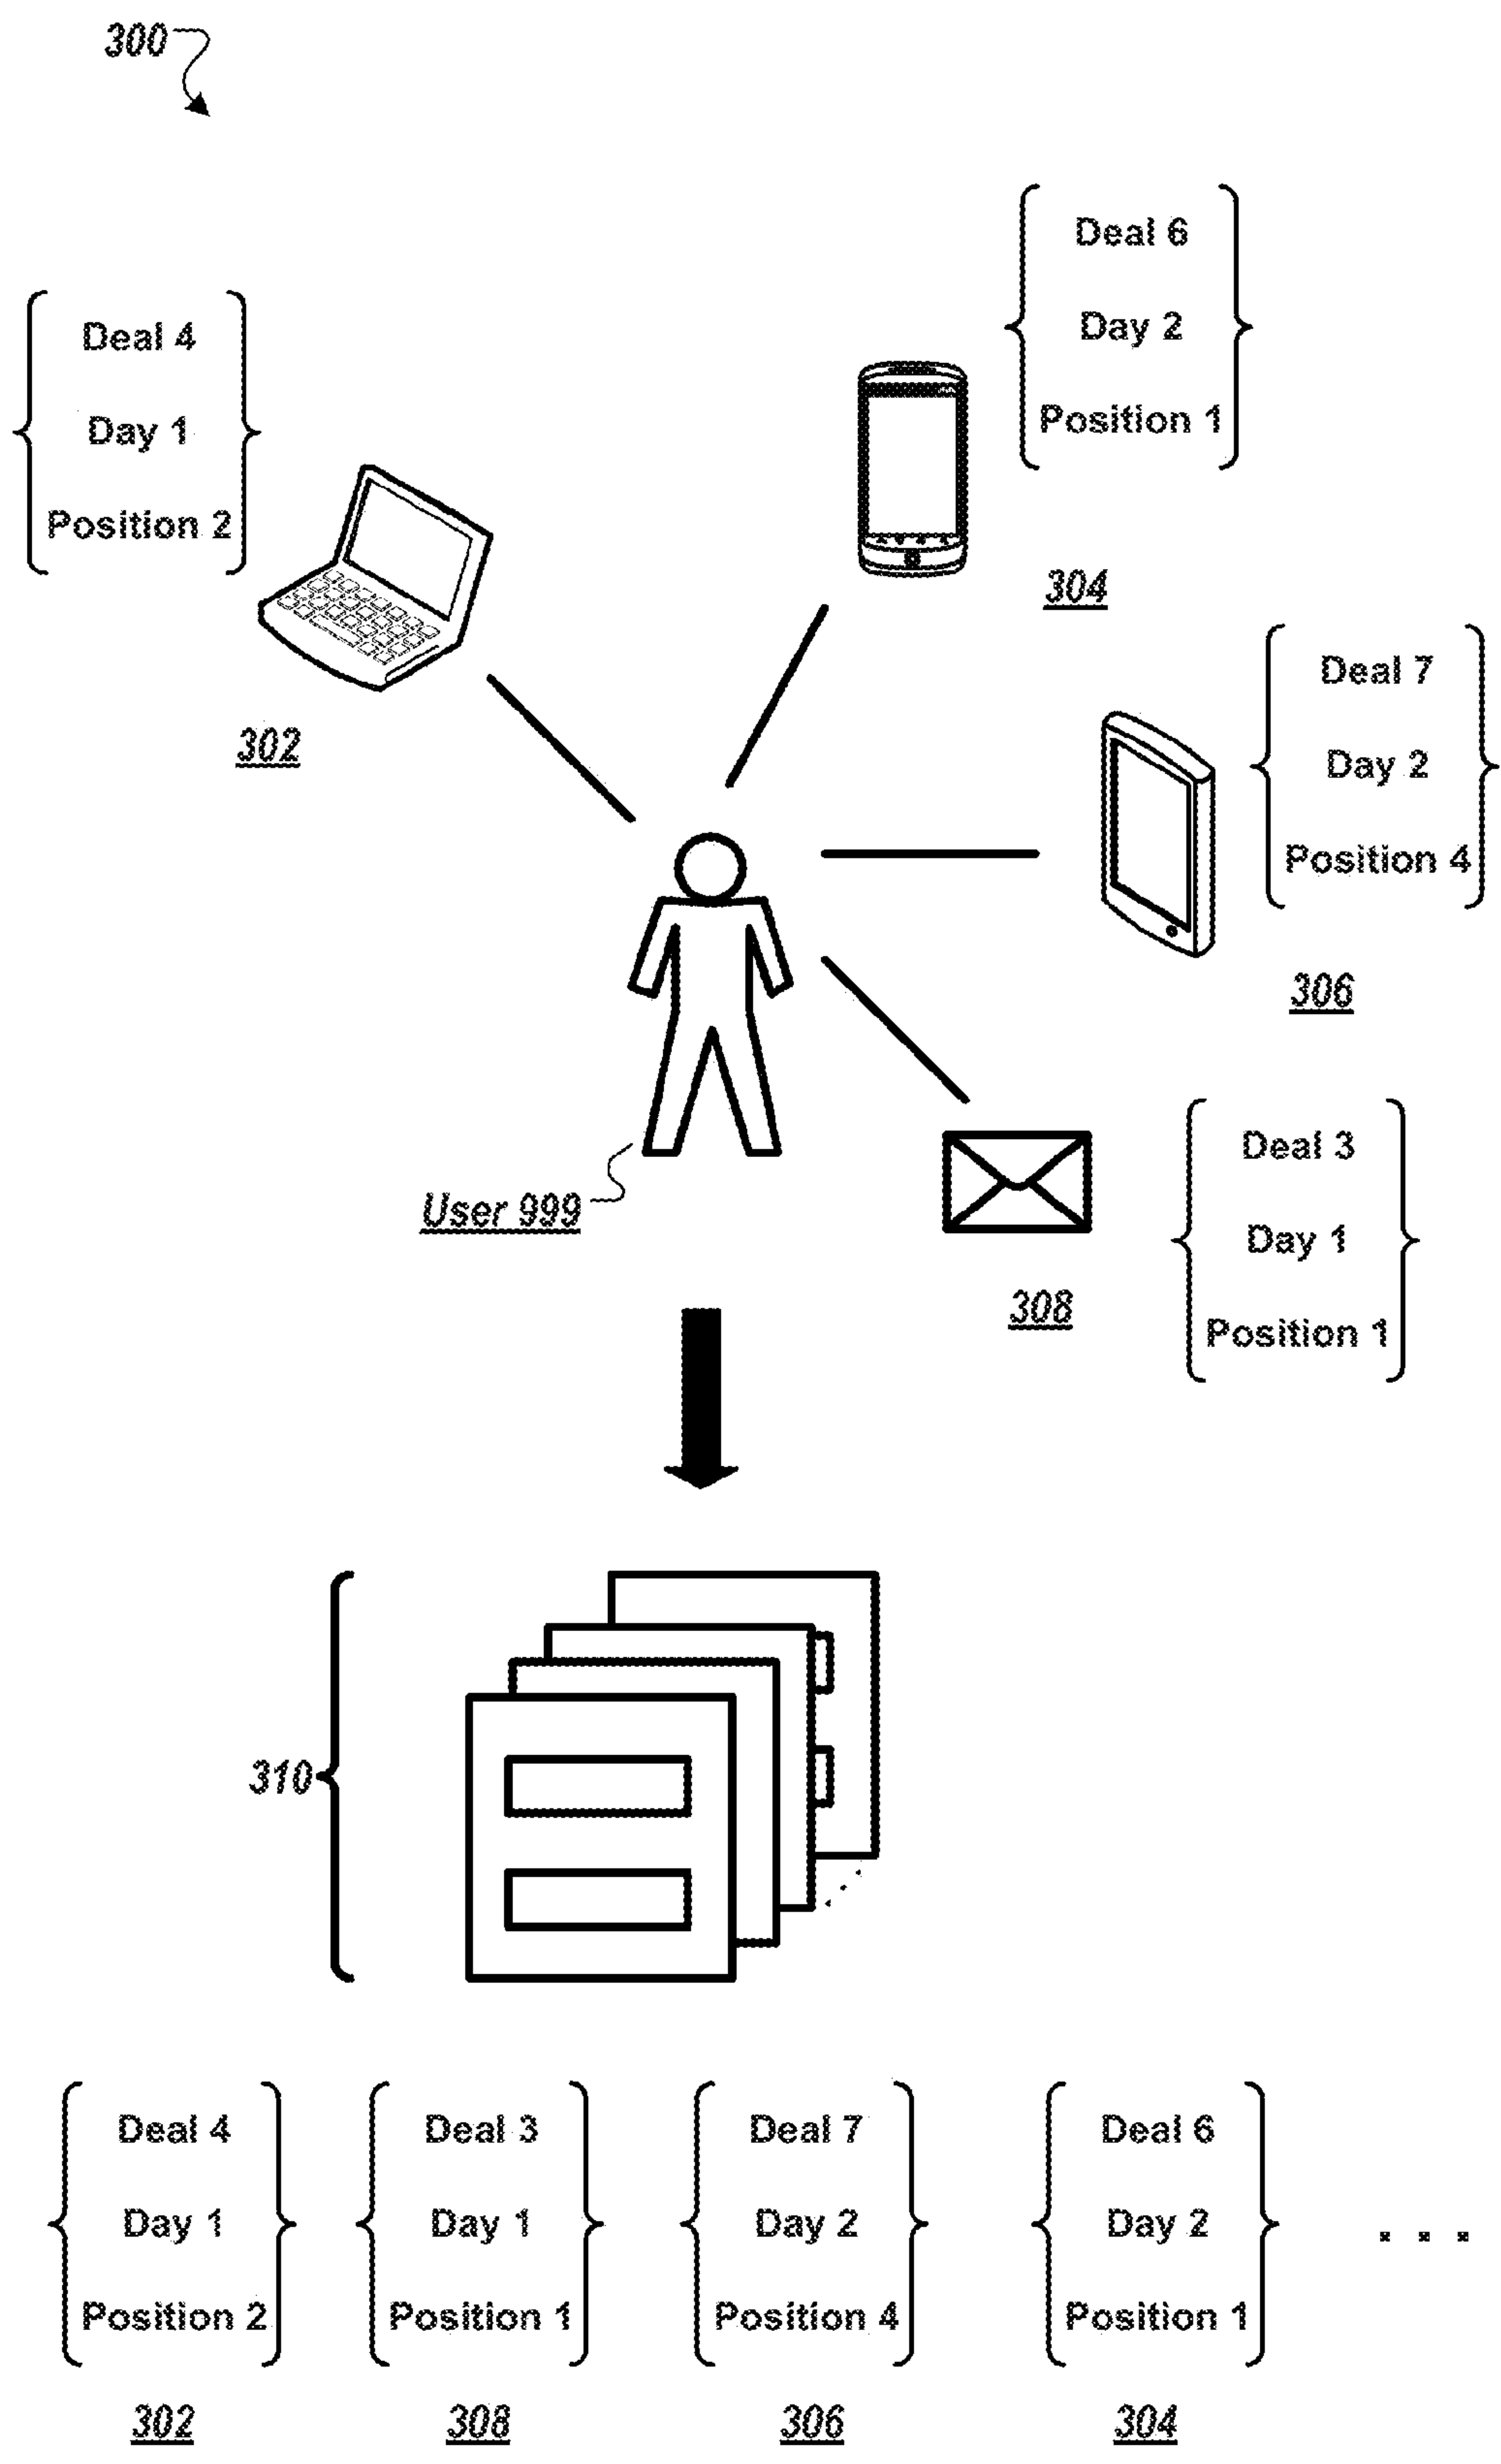 300
Deal 6
Day 2
Position 1
304
Deal 4
Day 1
Position 2
302
Deal 7
Day 2
Position 4
306
User 999
Deal 3
Day 1
Position 1
308
310
Deal 4
Day 1
Position 2
302
Deal 3
Day 1
Position 1
308
Deal 7
Day 2
Position 4
306
Deal 6
Day 2
Position 1
304
. . .